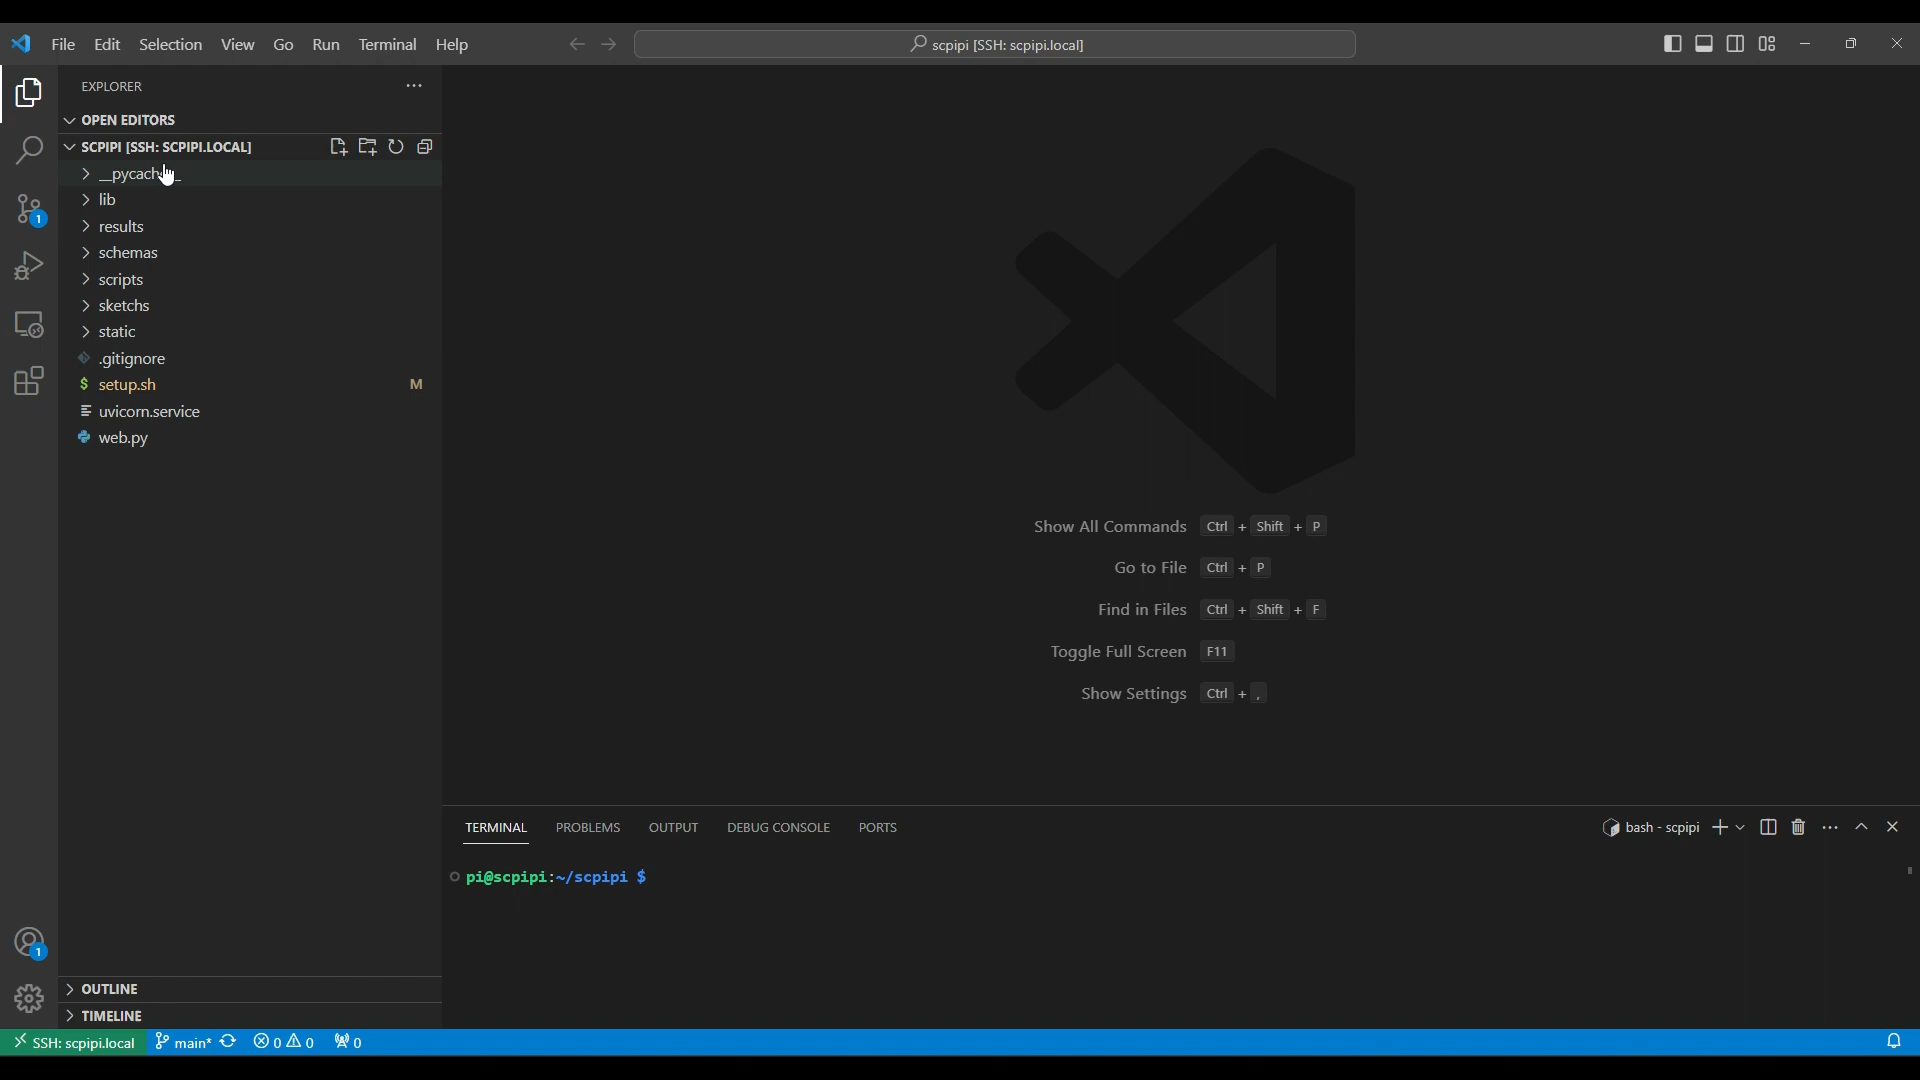 File Edit Selection View Go Run Terminal Help scpipi [SSH: scpipi.local]
EXPLORER
OPEN EDITORS
SCPIPI [SSH: SCPIPI.LOCAL]
lib
results
schemas
scripts
sketchs
static
.gitignore
$ setup.sh M
uvicorn.service
web.py
Show All Commands Ctrl + Shift + P
Go to File Ctrl + P
Find in Files Ctrl + Shift + F
Toggle Full Screen F11
Show Settings Ctrl + ,
TERMINAL PROBLEMS OUTPUT DEBUG CONSOLE PORTS bash - scpipi
pi@scpipi:~/scpipi $
1
1
OUTLINE
TIMELINE
SSH: scpipi.local main* 0 0 0